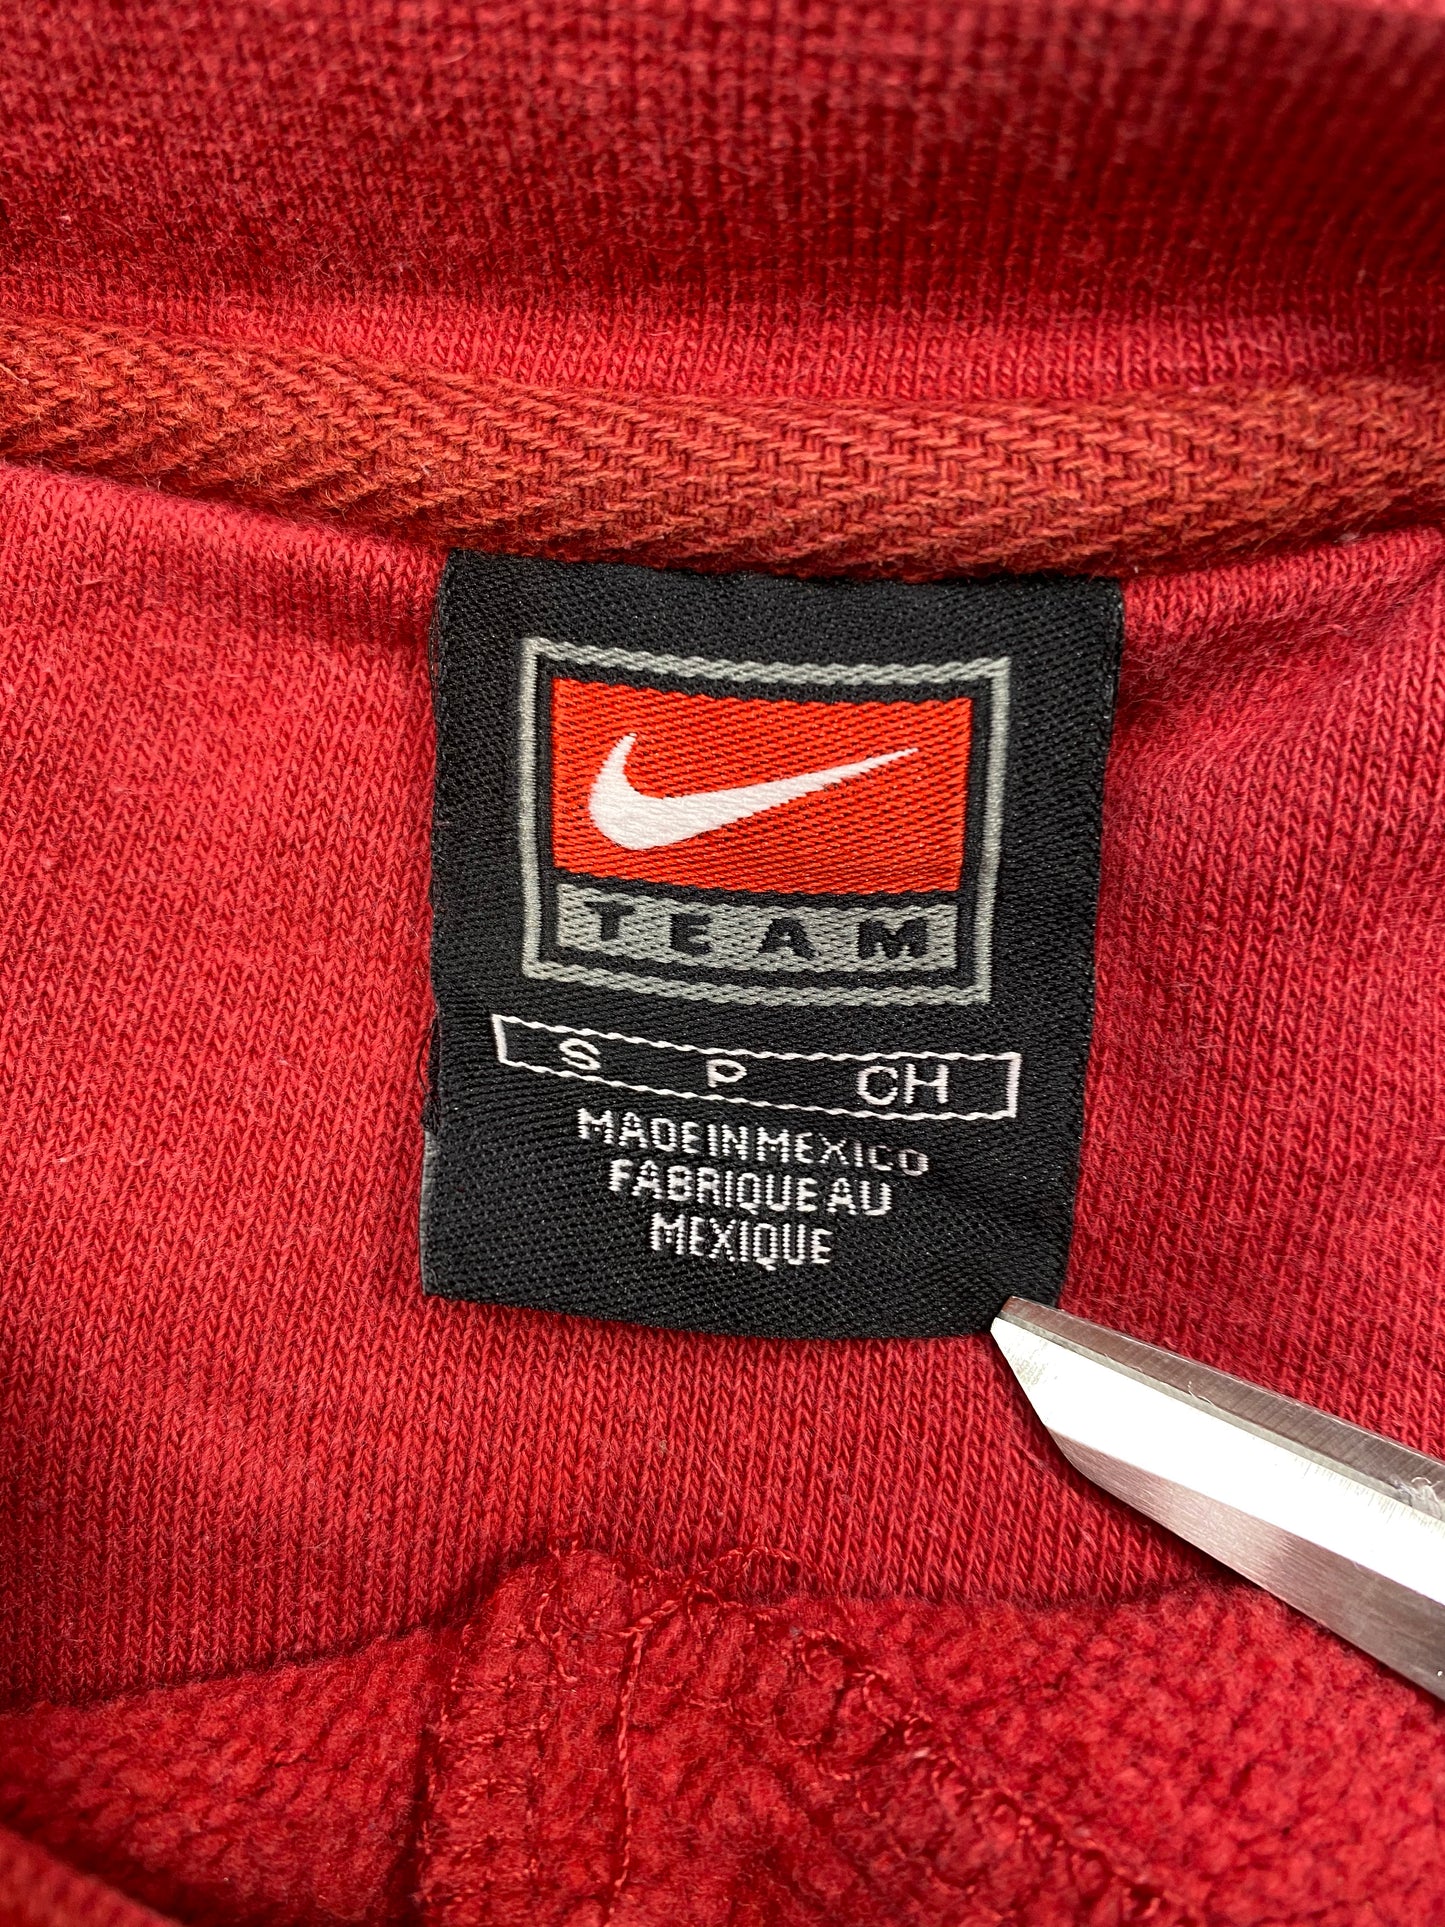 TEAM
S P CH
MADE IN MEXICO
FABRIQUE AU
MEXIQUE